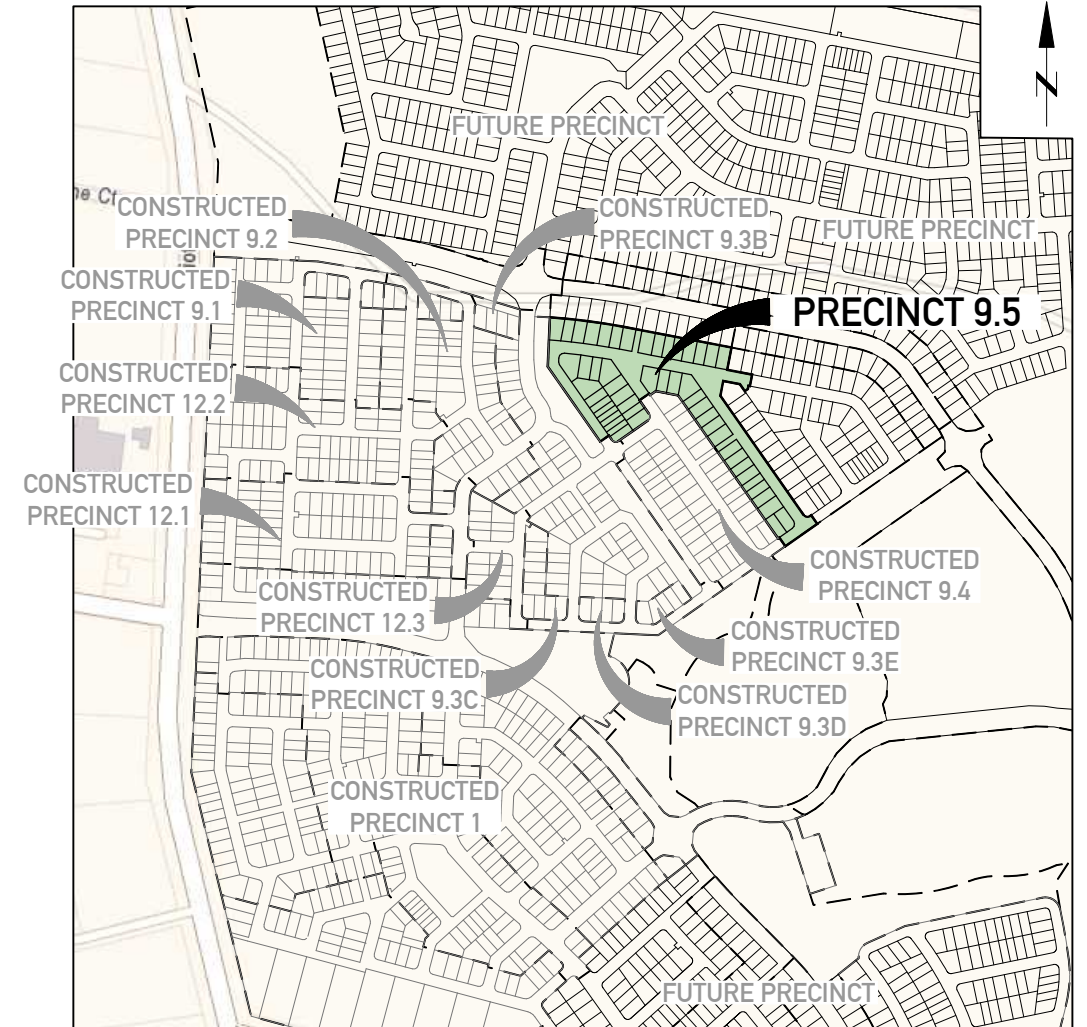 N
FUTURE PRECINCT
CONSTRUCTED
PRECINCT 9.2
CONSTRUCTED
PRECINCT 9.3B
FUTURE PRECINCT
CONSTRUCTED
PRECINCT 9.1
PRECINCT 9.5
CONSTRUCTED
PRECINCT 12.2
CONSTRUCTED
PRECINCT 12.1
CONSTRUCTED
PRECINCT 9.4
CONSTRUCTED
PRECINCT 12.3
CONSTRUCTED
PRECINCT 9.3E
CONSTRUCTED
PRECINCT 9.3C
CONSTRUCTED
PRECINCT 9.3D
CONSTRUCTED
PRECINCT 1
FUTURE PRECINCT